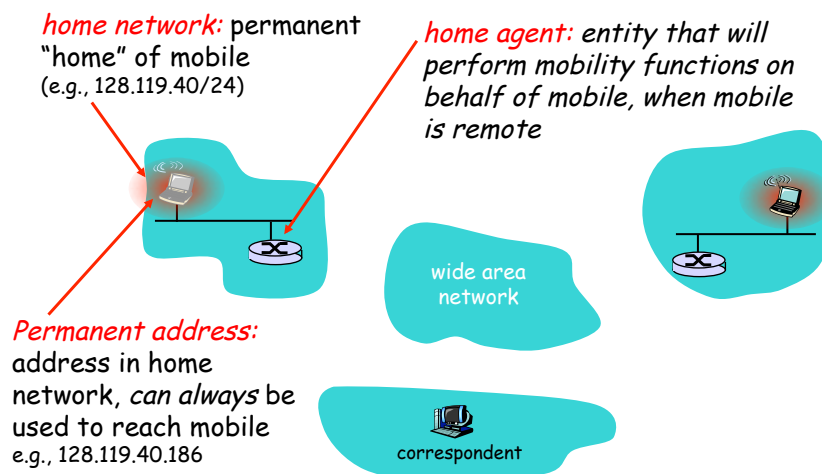 home network: permanent
“home” of mobile
(e.g., 128.119.40/24)
home agent: entity that will
perform mobility functions on
behalf of mobile, when mobile
is remote
wide area
network
Permanent address:
address in home
network, can always be
used to reach mobile
e.g., 128.119.40.186
correspondent